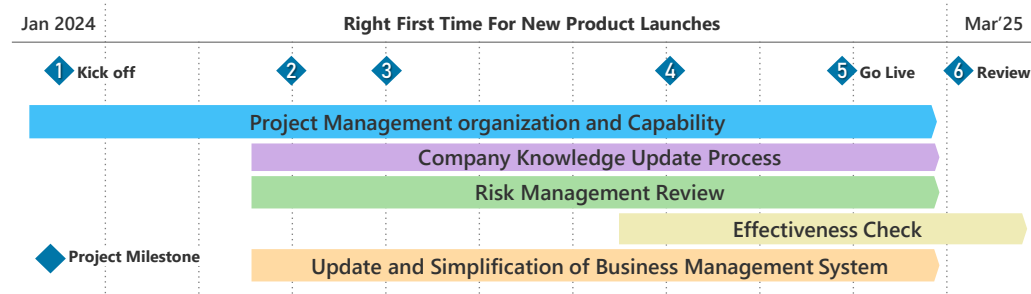 Jan 2024 Right First Time For New Product Launches Mar'25
1 Kick off 2 3 4 5 Go Live 6 Review
Project Management organization and Capability
Company Knowledge Update Process
Risk Management Review
Effectiveness Check
Project Milestone
Update and Simplification of Business Management System